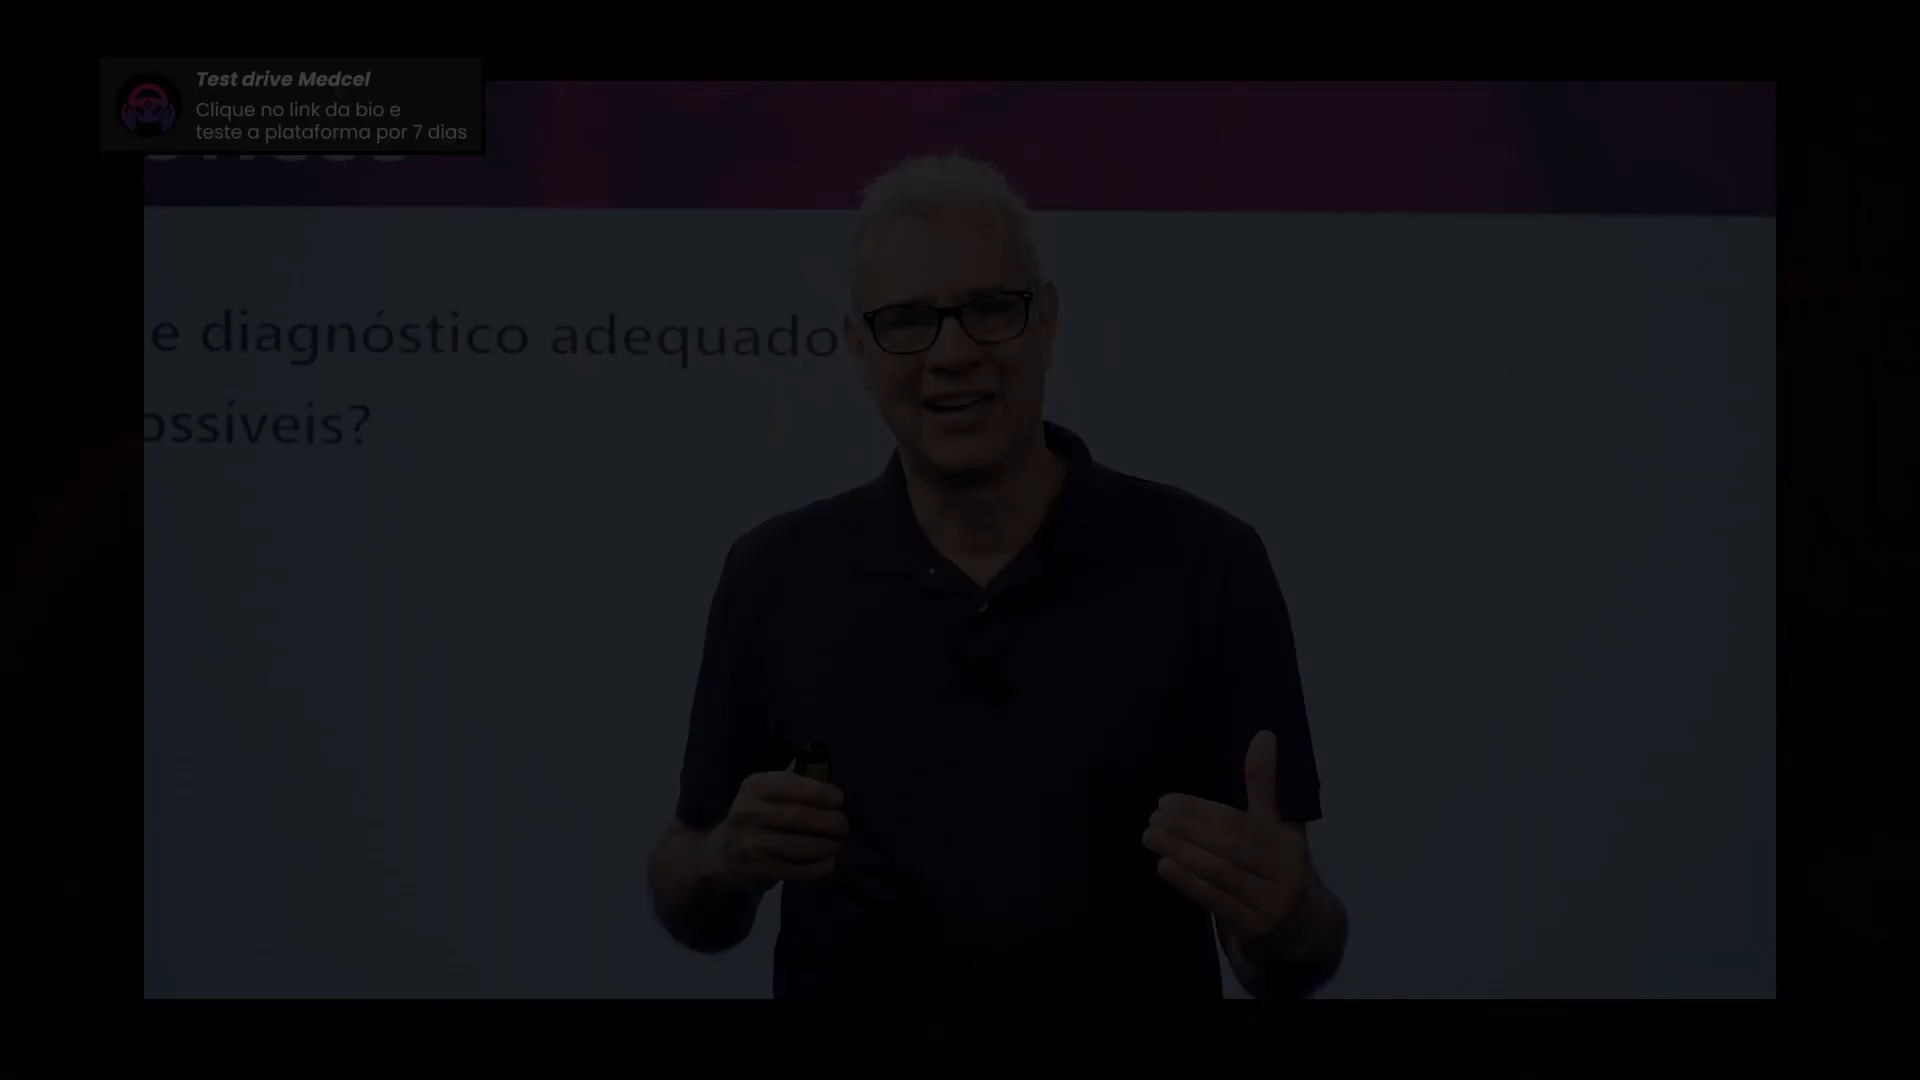 Test drive Medcel
Clique no link da bio e
teste a plataforma por 7 dias
e diagnóstico adequado
ossíveis?